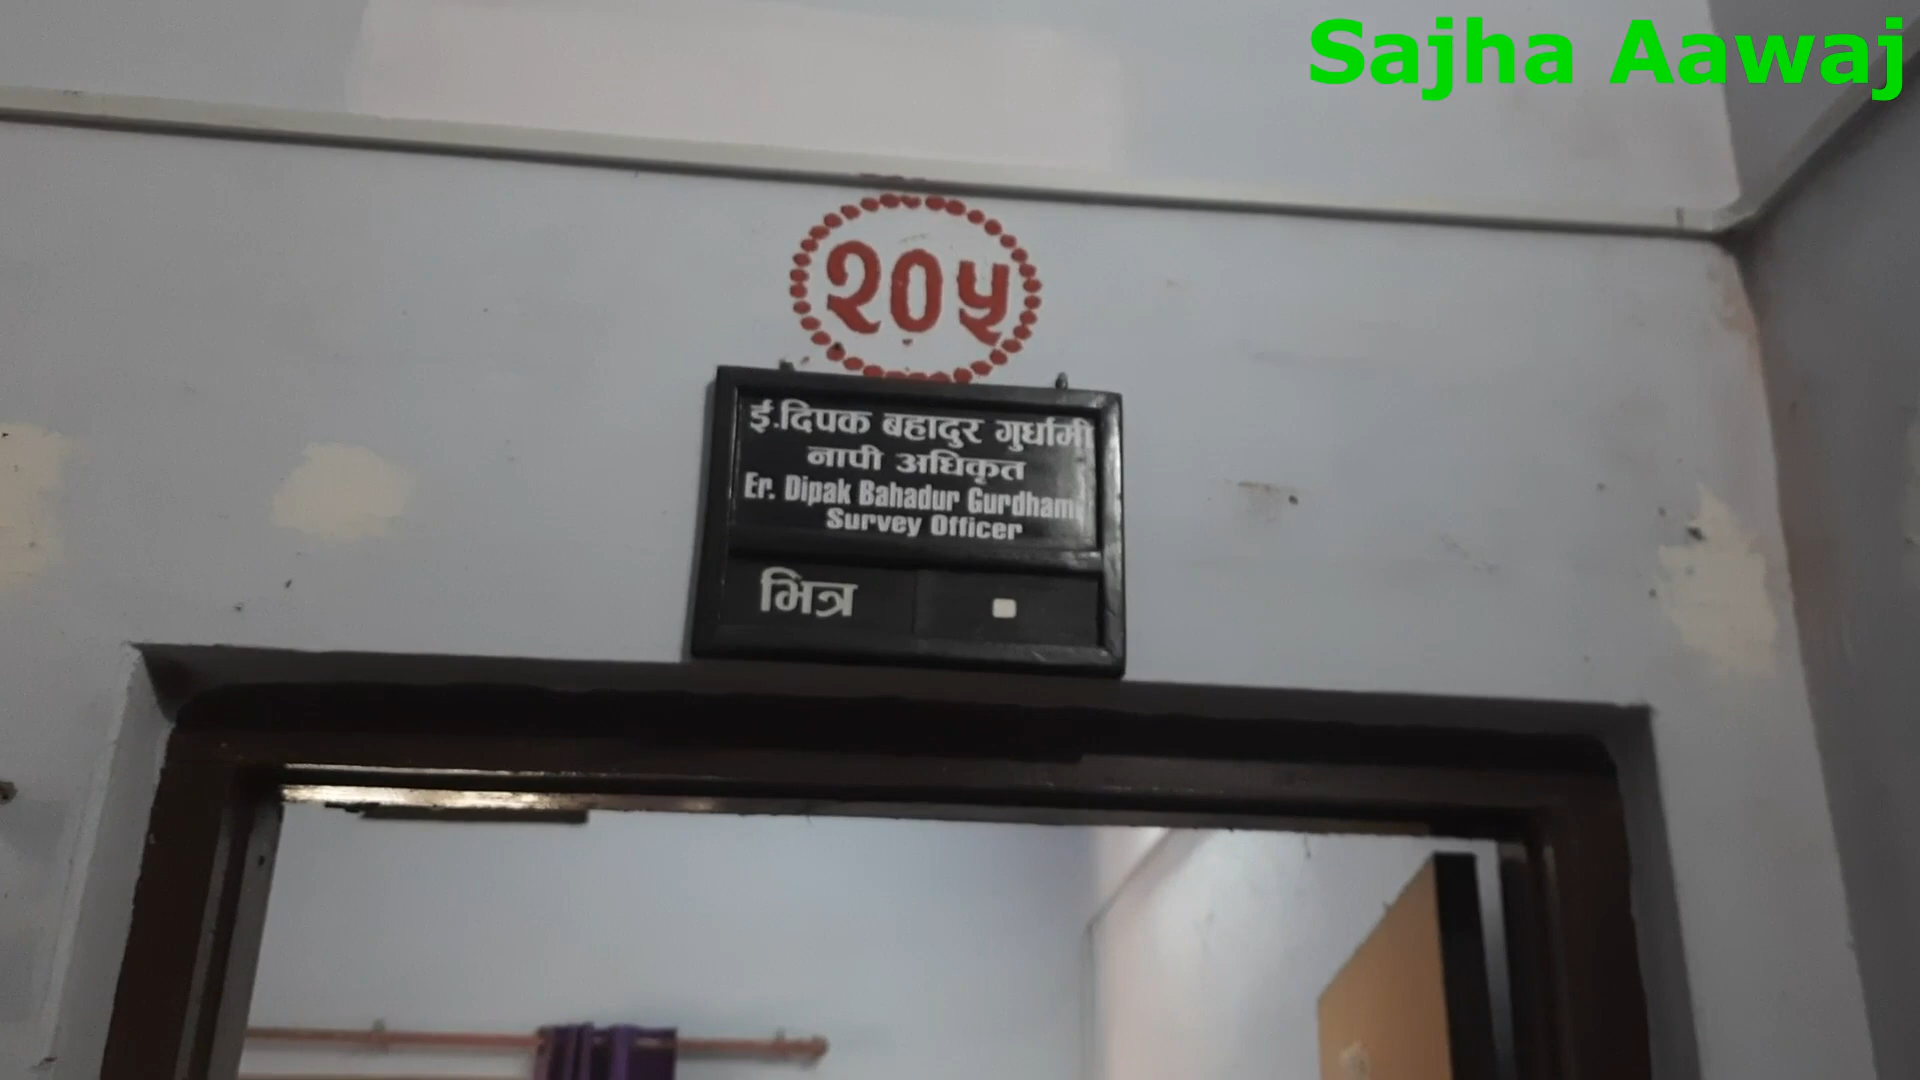 Sajha Aawaj
२०५
ई.दिपक बहादुर गुर्धामी
नापी अधिकृत
Er. Dipak Bahadur Gurdhami
Survey Officer
भित्र